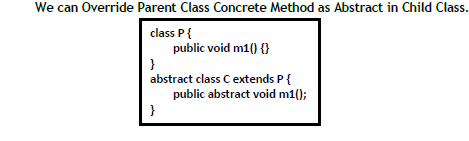 We can Override Parent Class Concrete Method as Abstract in Child Class.
class P {
public void m1() {}
}
abstract class C extends P {
public abstract void m1();
}